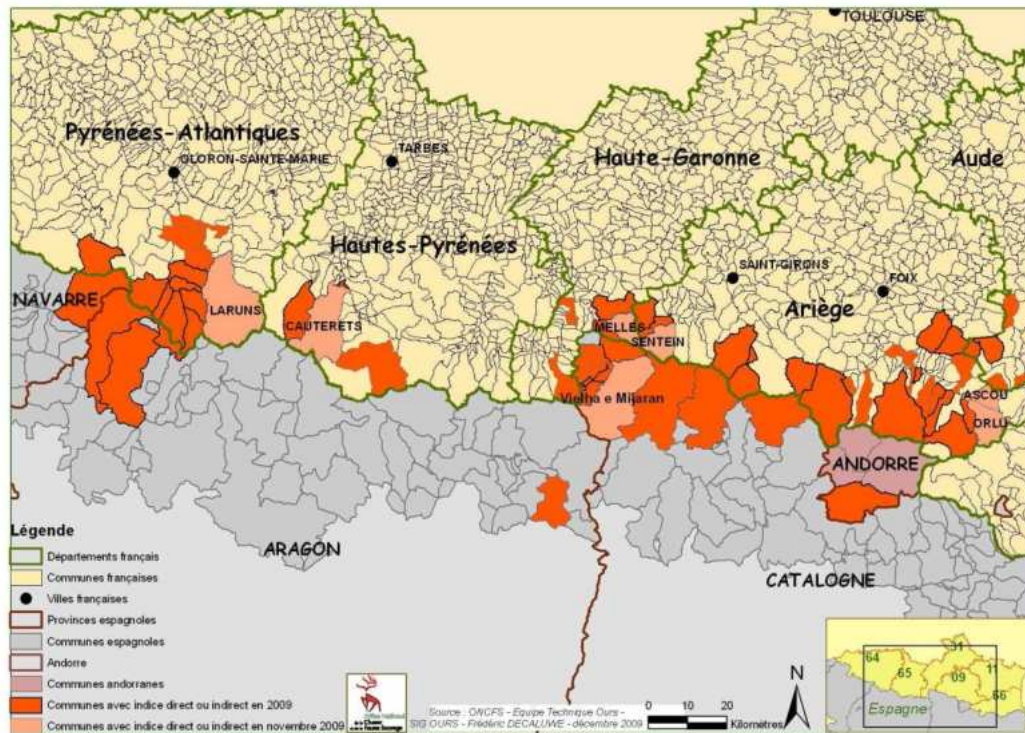 TOULOUSE
Pyrénées-Atlantiques
OLORON-SAINTE-MARIE
TARBES
Haute-Garonne
Aude
Hautes-Pyrénées
SAINT-GIRONS
FOIX
Ariège
NAVARRE
LARUNS
CAUTERETS
MELLES
SENTEIN
Vielha e Mijaran
ASCOU
ORLU
ANDORRE
ARAGON
CATALOGNE
Légende
Départements français
Communes françaises
Villes françaises
Provinces espagnoles
Communes espagnoles
Andorre
Communes andorranes
Communes avec indice direct ou indirect en 2009
Communes avec indice direct ou indirect en novembre 2009
Source : ONCFS - Equipe Technique Ours -
SIG OURS - Frédéric DECALUWE - décembre 2009
0 10 20
Kilomètres
N
64
65
31
09
11
66
Espagne